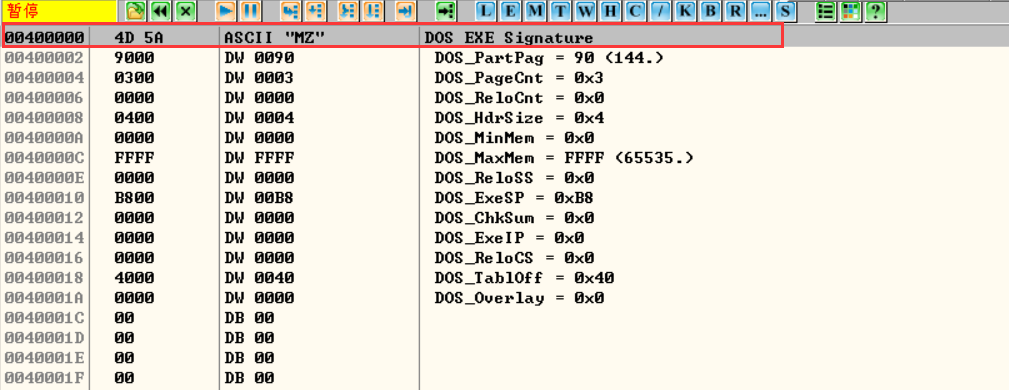 暂停 L E M T W H C / K B R ... S ?
00400000 4D 5A ASCII "MZ" DOS EXE Signature
00400002 9000 DW 0090 DOS_PartPag = 90 (144.)
00400004 0300 DW 0003 DOS_PageCnt = 0x3
00400006 0000 DW 0000 DOS_ReloCnt = 0x0
00400008 0400 DW 0004 DOS_HdrSize = 0x4
0040000A 0000 DW 0000 DOS_MinMem = 0x0
0040000C FFFF DW FFFF DOS_MaxMem = FFFF (65535.)
0040000E 0000 DW 0000 DOS_ReloSS = 0x0
00400010 B800 DW 00B8 DOS_ExeSP = 0xB8
00400012 0000 DW 0000 DOS_ChkSum = 0x0
00400014 0000 DW 0000 DOS_ExeIP = 0x0
00400016 0000 DW 0000 DOS_ReloCS = 0x0
00400018 4000 DW 0040 DOS_TablOff = 0x40
0040001A 0000 DW 0000 DOS_Overlay = 0x0
0040001C 00 DB 00
0040001D 00 DB 00
0040001E 00 DB 00
0040001F 00 DB 00